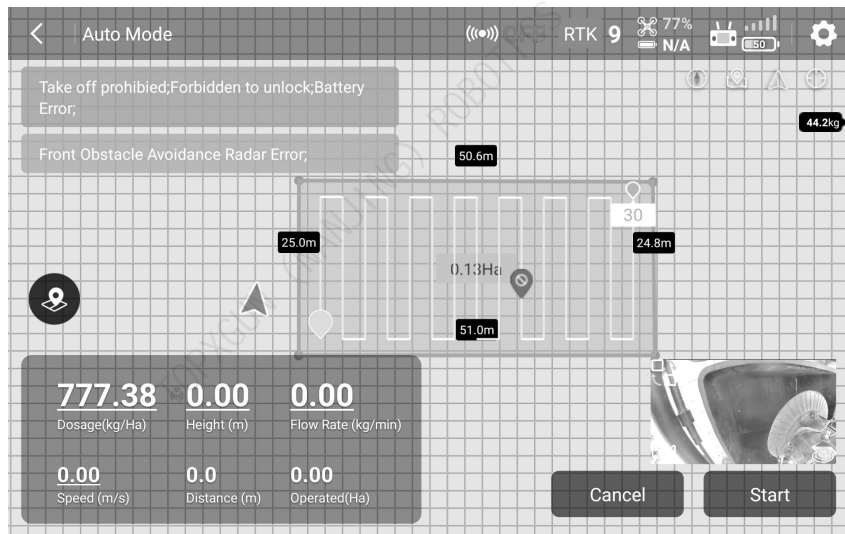 Auto Mode
RTK 9
77%
N/A
50
Take off prohibied;Forbidden to unlock;Battery
Error;
44.2kg
Front Obstacle Avoidance Radar Error;
50.6m
30
25.0m
24.8m
0.13Ha
51.0m
TOPXGUN (NANJING) ROBOTICS
777.38
0.00
0.00
Dosage(kg/Ha)
Height (m)
Flow Rate (kg/min)
0.00
0.0
0.00
Speed (m/s)
Distance (m)
Operated(Ha)
Cancel
Start